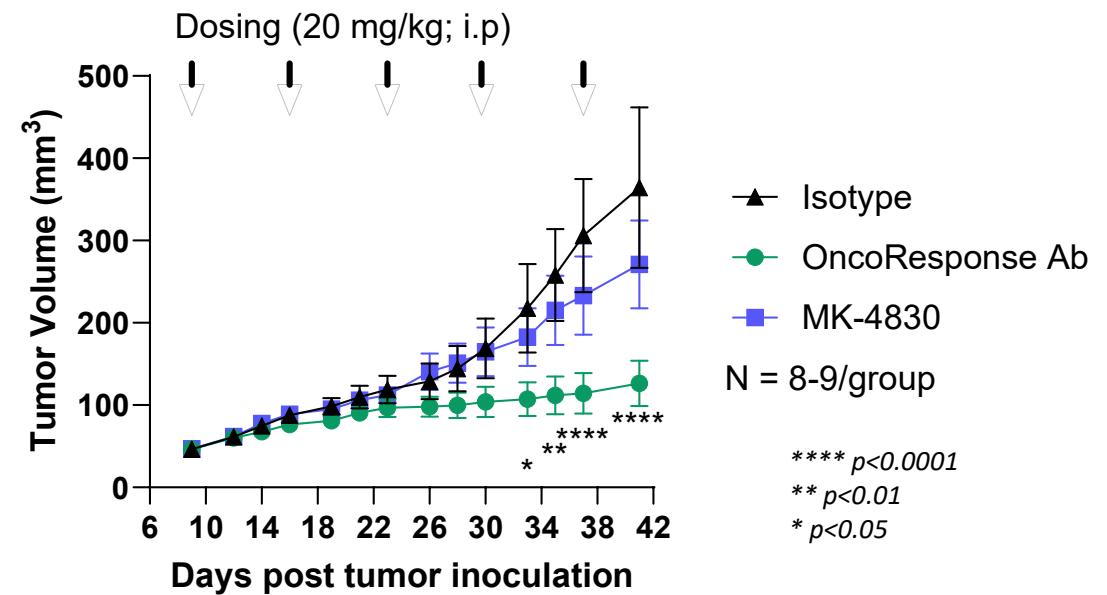 Dosing (20 mg/kg; i.p)
Tumor Volume (mm³)
500
400
300
200
100
0
6 10 14 18 22 26 30 34 38 42
Days post tumor inoculation
*
**
****
****
Isotype
OncoResponse Ab
MK-4830
N = 8-9/group
**** p<0.0001
** p<0.01
* p<0.05